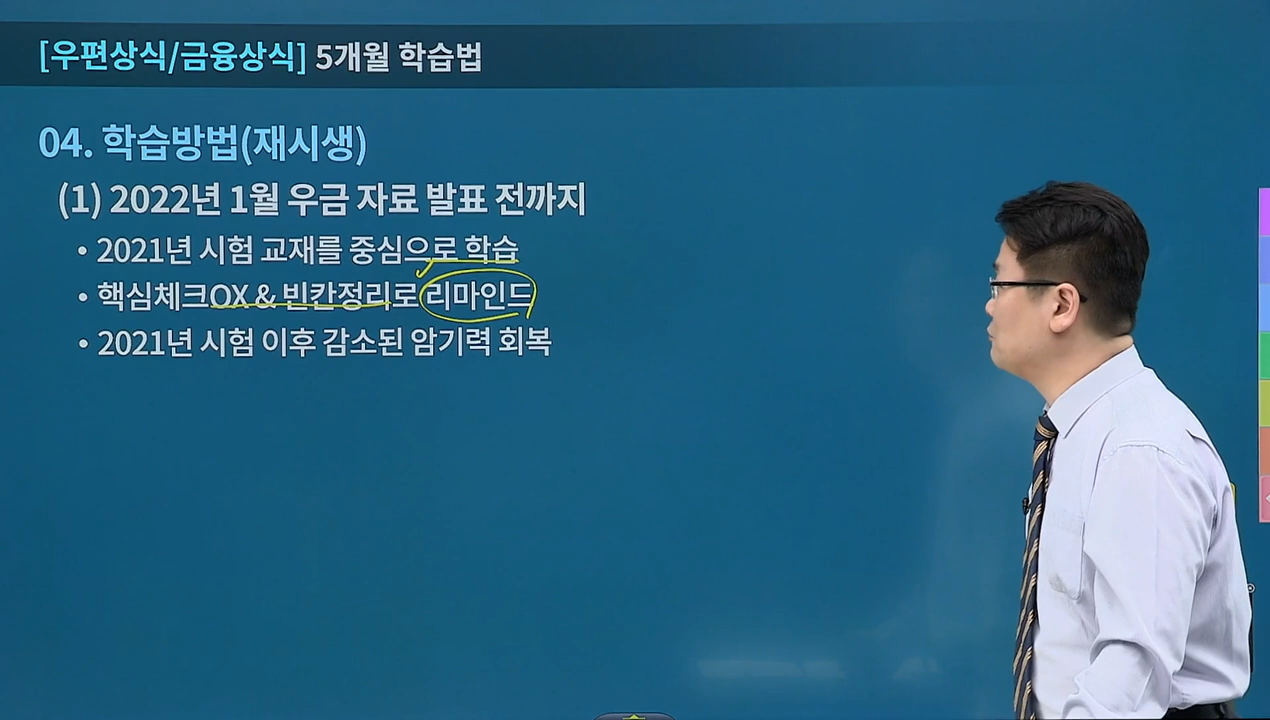 [우편상식/금융상식] 5개월 학습법
04. 학습방법(재시생)
(1) 2022년 1월 우금 자료 발표 전까지
• 2021년 시험 교재를 중심으로 학습
• 핵심체크OX & 빈칸정리로 리마인드
• 2021년 시험 이후 감소된 암기력 회복